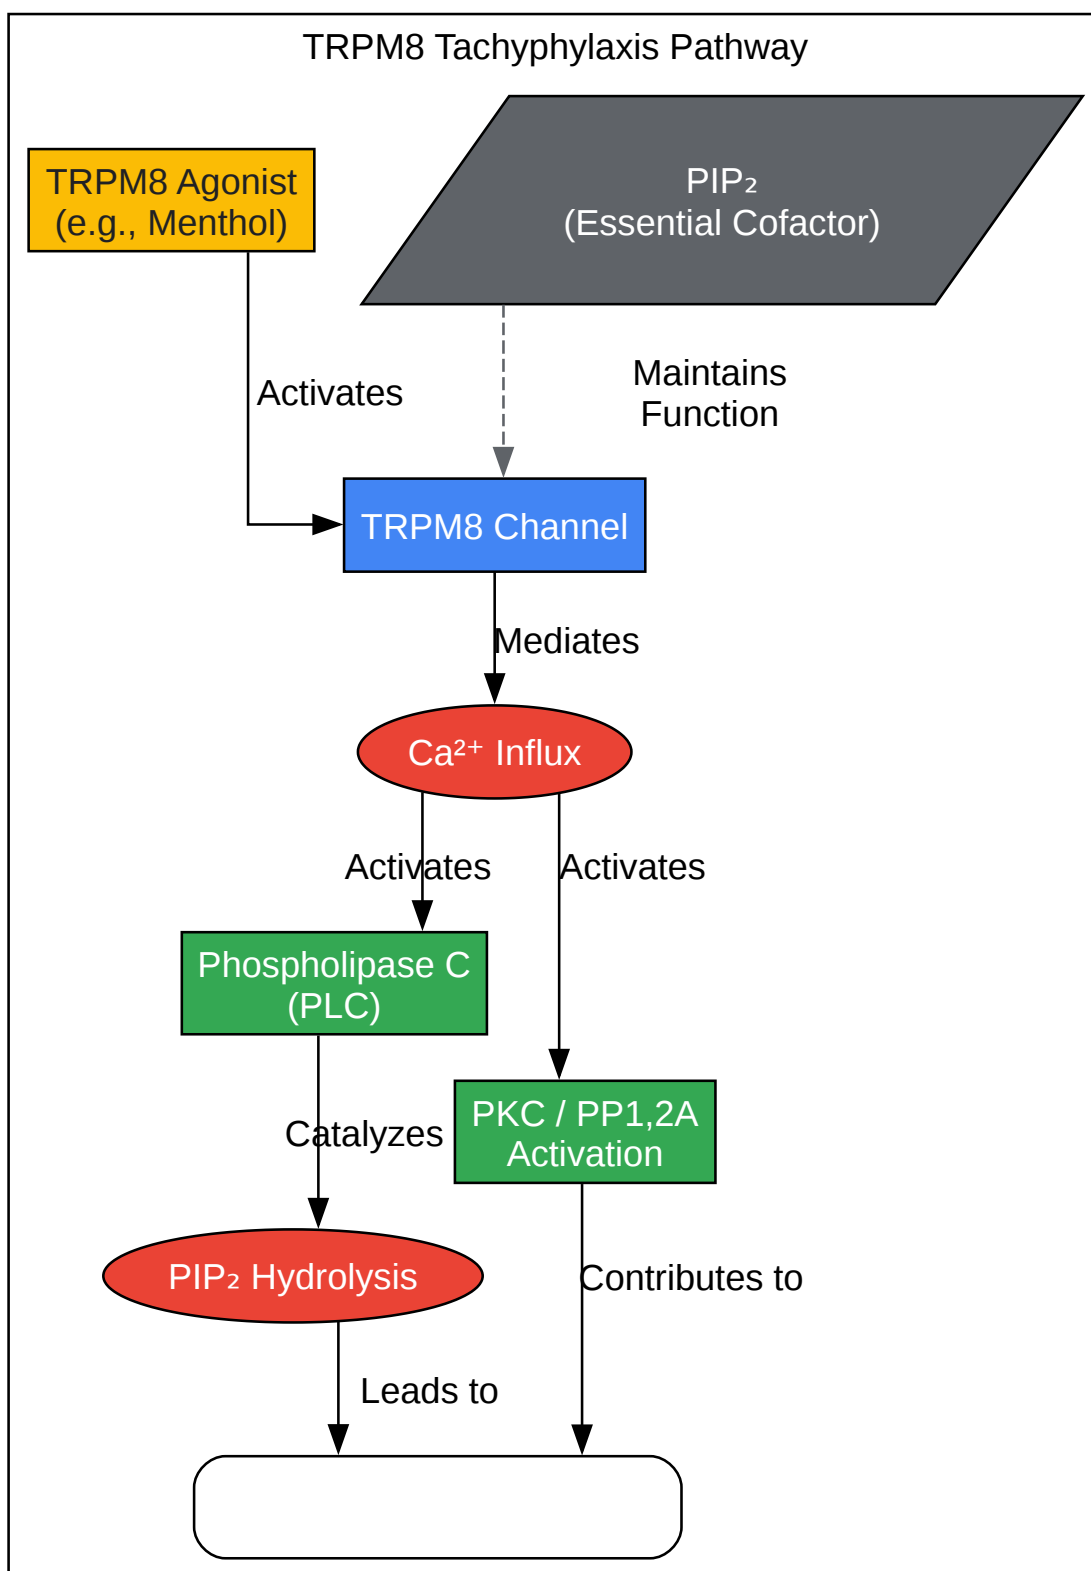 TRPM8 Tachyphylaxis Pathway
TRPM8 Agonist
(e.g., Menthol)
PIP₂
(Essential Cofactor)
Activates
Maintains
Function
TRPM8 Channel
Mediates
Ca²⁺ Influx
Activates
Activates
Phospholipase C
(PLC)
PKC / PP1,2A
Activation
Catalyzes
PIP₂ Hydrolysis
Contributes to
Leads to